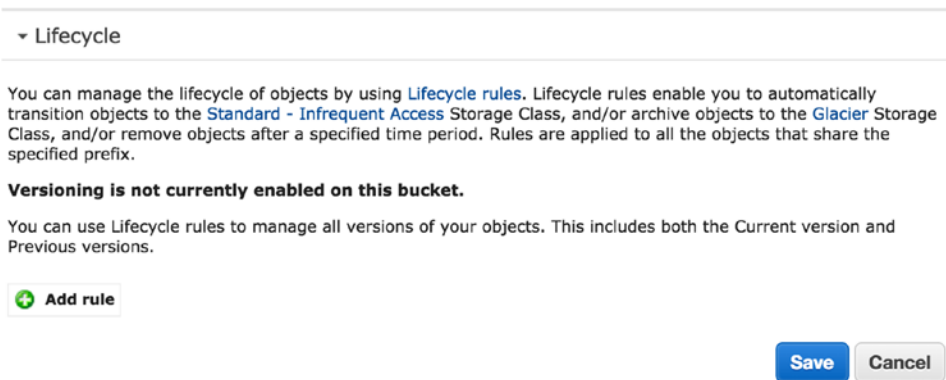 Lifecycle
You can manage the lifecycle of objects by using Lifecycle rules. Lifecycle rules enable you to automatically
transition objects to the Standard - Infrequent Access Storage Class, and/or archive objects to the Glacier Storage
Class, and/or remove objects after a specified time period. Rules are applied to all the objects that share the
specified prefix.
Versioning is not currently enabled on this bucket.
You can use Lifecycle rules to manage all versions of your objects. This includes both the Current version and
Previous versions.
Add rule
Save Cancel